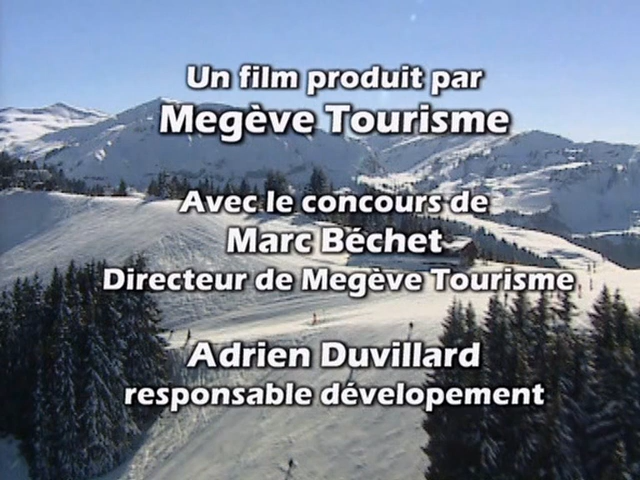 Un film produit par
Megève Tourisme
Avec le concours de
Marc Béchet
Directeur de Megève Tourisme
Adrien Duvillard
responsable dévelopement